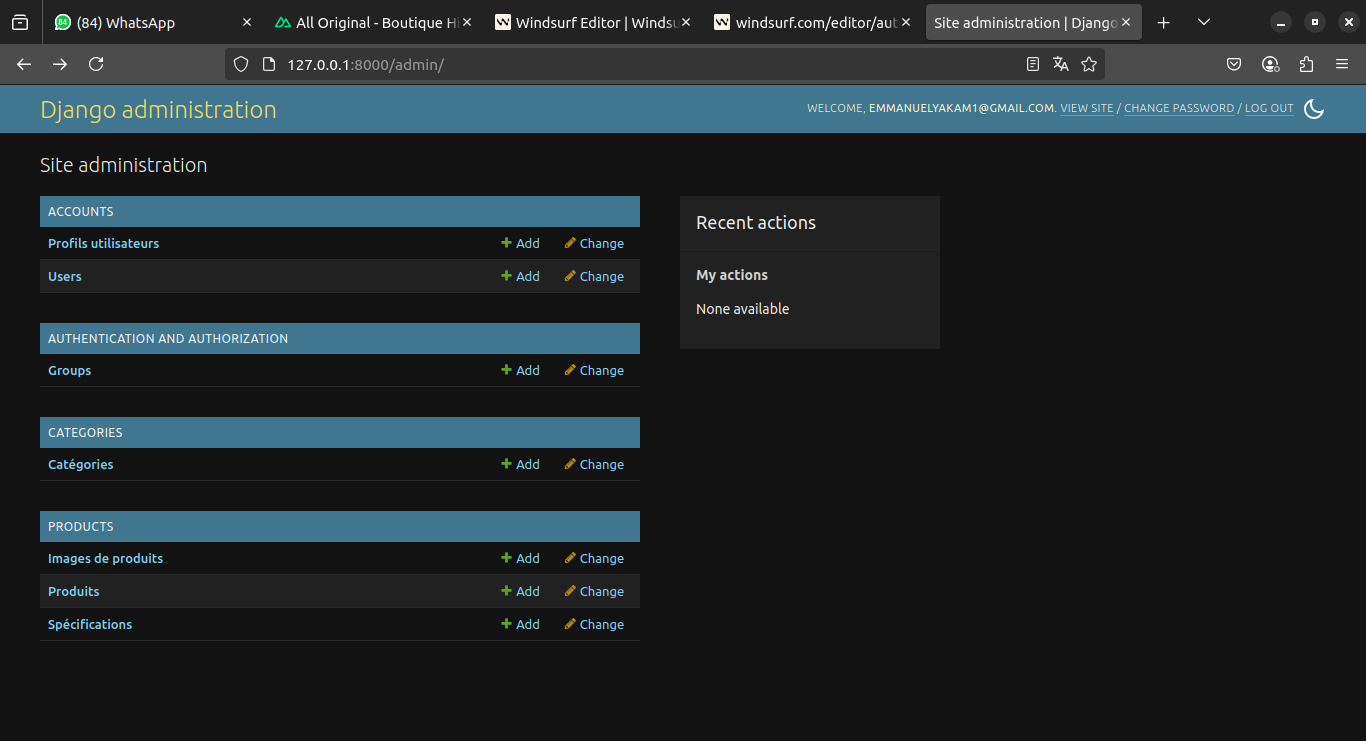 (84) WhatsApp
All Original - Boutique Hi
Windsurf Editor | Windsu
windsurf.com/editor/aut
Site administration | Django
127.0.0.1:8000/admin/
Django administration
WELCOME, EMMANUELYAKAM1@GMAIL.COM. VIEW SITE / CHANGE PASSWORD / LOG OUT
Site administration
ACCOUNTS
Profils utilisateurs Add Change
Users Add Change
AUTHENTICATION AND AUTHORIZATION
Groups Add Change
CATEGORIES
Catégories Add Change
PRODUCTS
Images de produits Add Change
Produits Add Change
Spécifications Add Change
Recent actions
My actions
None available